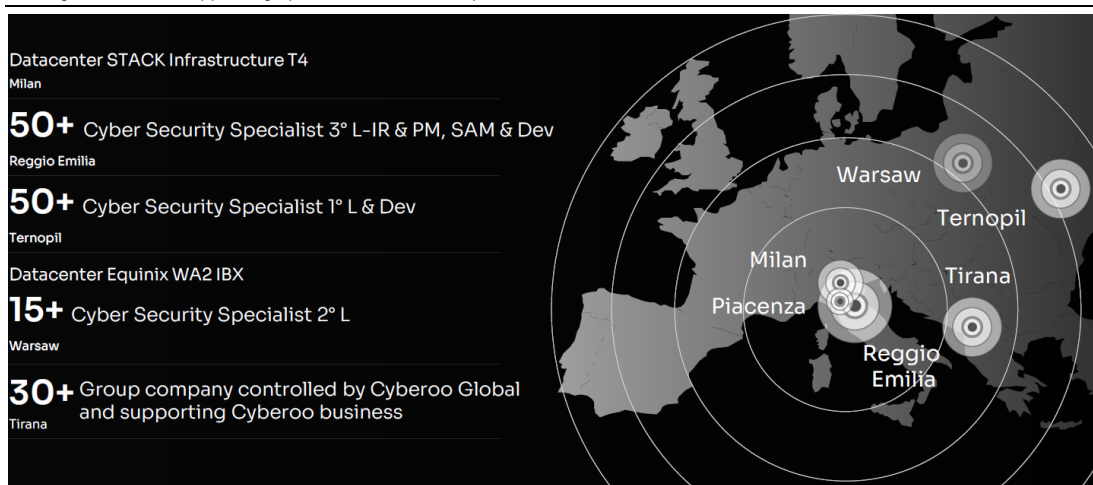 Datacenter STACK Infrastructure T4
Milan
50+ Cyber Security Specialist 3° L-IR & PM, SAM & Dev
Reggio Emilia
50+ Cyber Security Specialist 1° L & Dev
Ternopil
Datacenter Equinix WA2 IBX
15+ Cyber Security Specialist 2° L
Warsaw
30+ Group company controlled by Cyberoo Global
and supporting Cyberoo business
Tirana
Warsaw
Ternopil
Milan
Tirana
Piacenza
Reggio
Emilia